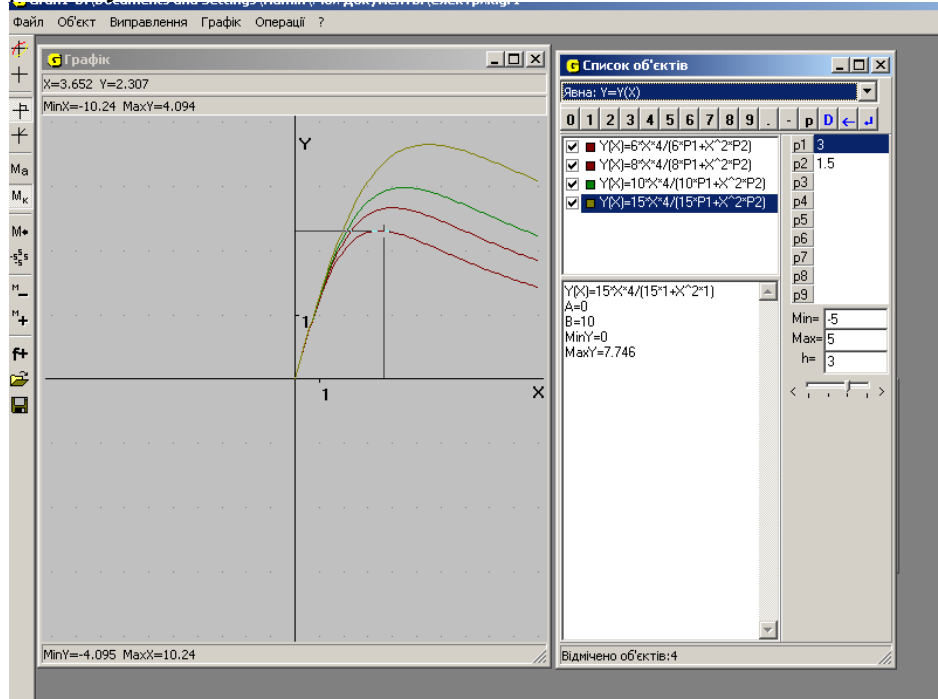 Файл Об'єкт Виправлення Графік Операції ?
Графік
X=3.652 Y=2.307
MinX=-10.24 MaxY=4.094
Y
1
1
X
MinY=-4.095 MaxX=10.24
Ma
Мк
M
-s s s
M
M +
f+
Список об'єктів
Явна: Y=Y(X)
0 1 2 3 4 5 6 7 8 9 . - p D ← ↲
Y(X)=6*X*4/(6*P1+X^2*P2)
Y(X)=8*X*4/(8*P1+X^2*P2)
Y(X)=10*X*4/(10*P1+X^2*P2)
Y(X)=15*X*4/(15*P1+X^2*P2)
p1 3
p2 1.5
p3
p4
p5
p6
p7
p8
p9
Y(X)=15*X*4/(15*1+X^2*1)
A=0
B=10
MinY=0
MaxY=7.746
Min= -5
Max= 5
h= 3
< >
Відмічено об'єктів:4